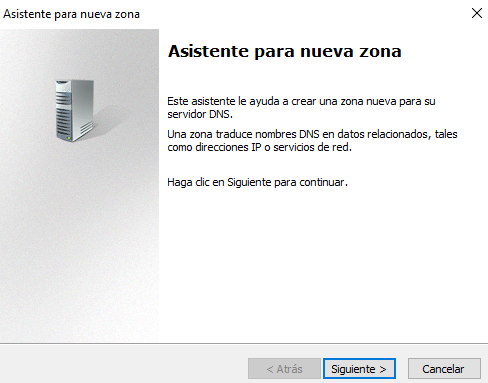 Asistente para nueva zona
Asistente para nueva zona
Este asistente le ayuda a crear una zona nueva para su
servidor DNS.
Una zona traduce nombres DNS en datos relacionados, tales
como direcciones IP o servicios de red.
Haga clic en Siguiente para continuar.
< Atrás
Siguiente >
Cancelar